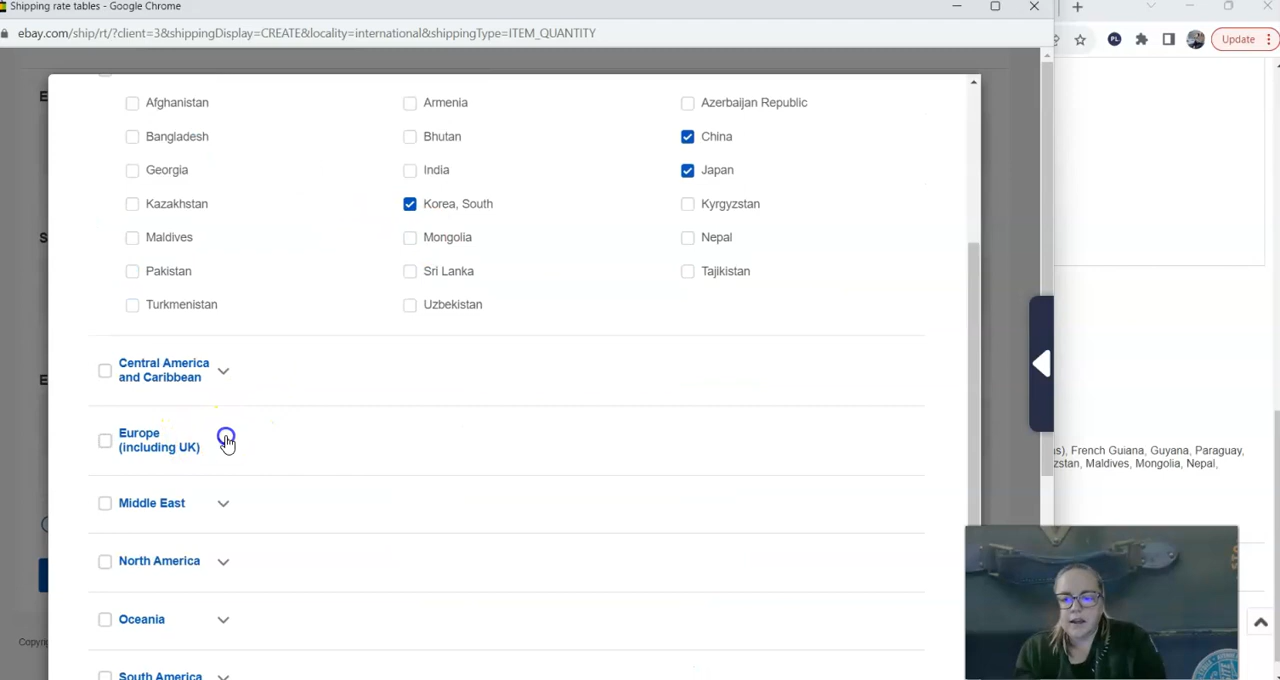 Shipping rate tables - Google Chrome
ebay.com/ship/rt/?client=3&shippingDisplay=CREATE&locality=international&shippingType=ITEM_QUANTITY
PL
Update
Afghanistan
Armenia
Azerbaijan Republic
Bangladesh
Bhutan
China
Georgia
India
Japan
Kazakhstan
Korea, South
Kyrgyzstan
Maldives
Mongolia
Nepal
Pakistan
Sri Lanka
Tajikistan
Turkmenistan
Uzbekistan
Central America
and Caribbean
Europe
(including UK)
Middle East
North America
Oceania
South America
French Guiana, Guyana, Paraguay,
Maldives, Mongolia, Nepal,